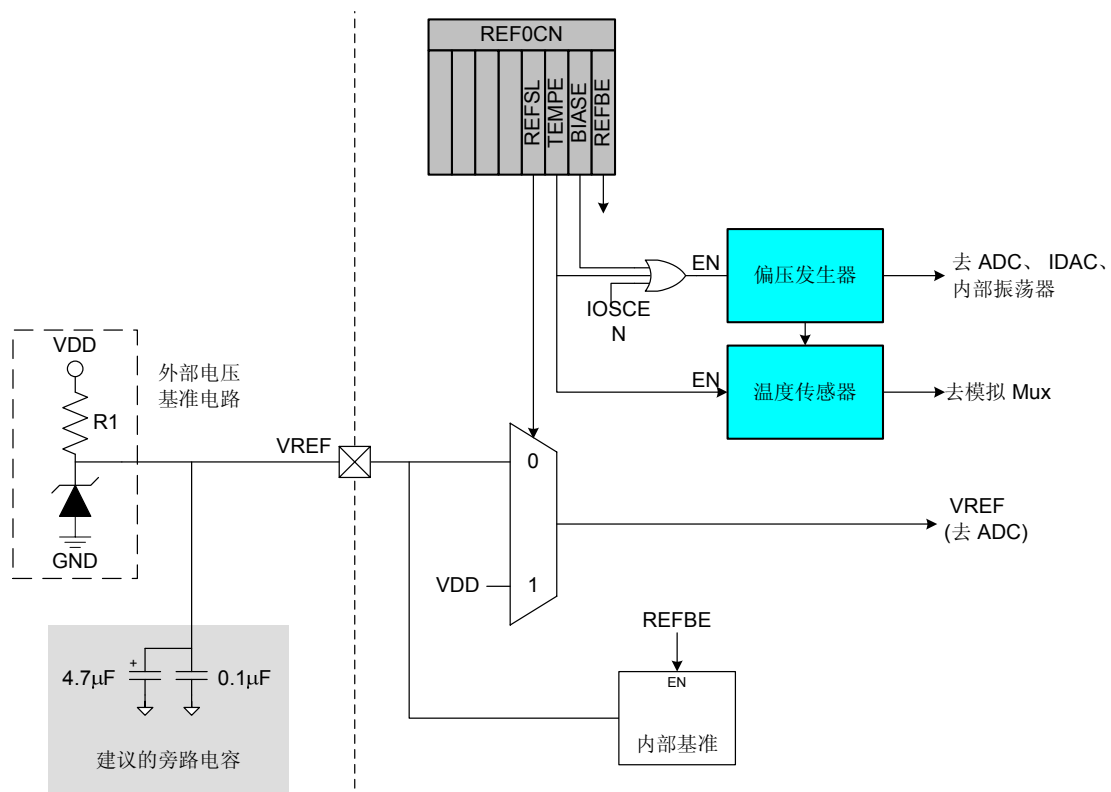 REF0CN
REFSL
TEMPE
BIASE
REFBE
EN
偏压发生器
去 ADC、 IDAC、
内部振荡器
IOSCE
N
VDD
外部电压
基准电路
R1
EN
温度传感器
去模拟 Mux
VREF
0
VREF
(去 ADC)
GND
VDD
1
REFBE
4.7µF
+
0.1µF
EN
内部基准
建议的旁路电容